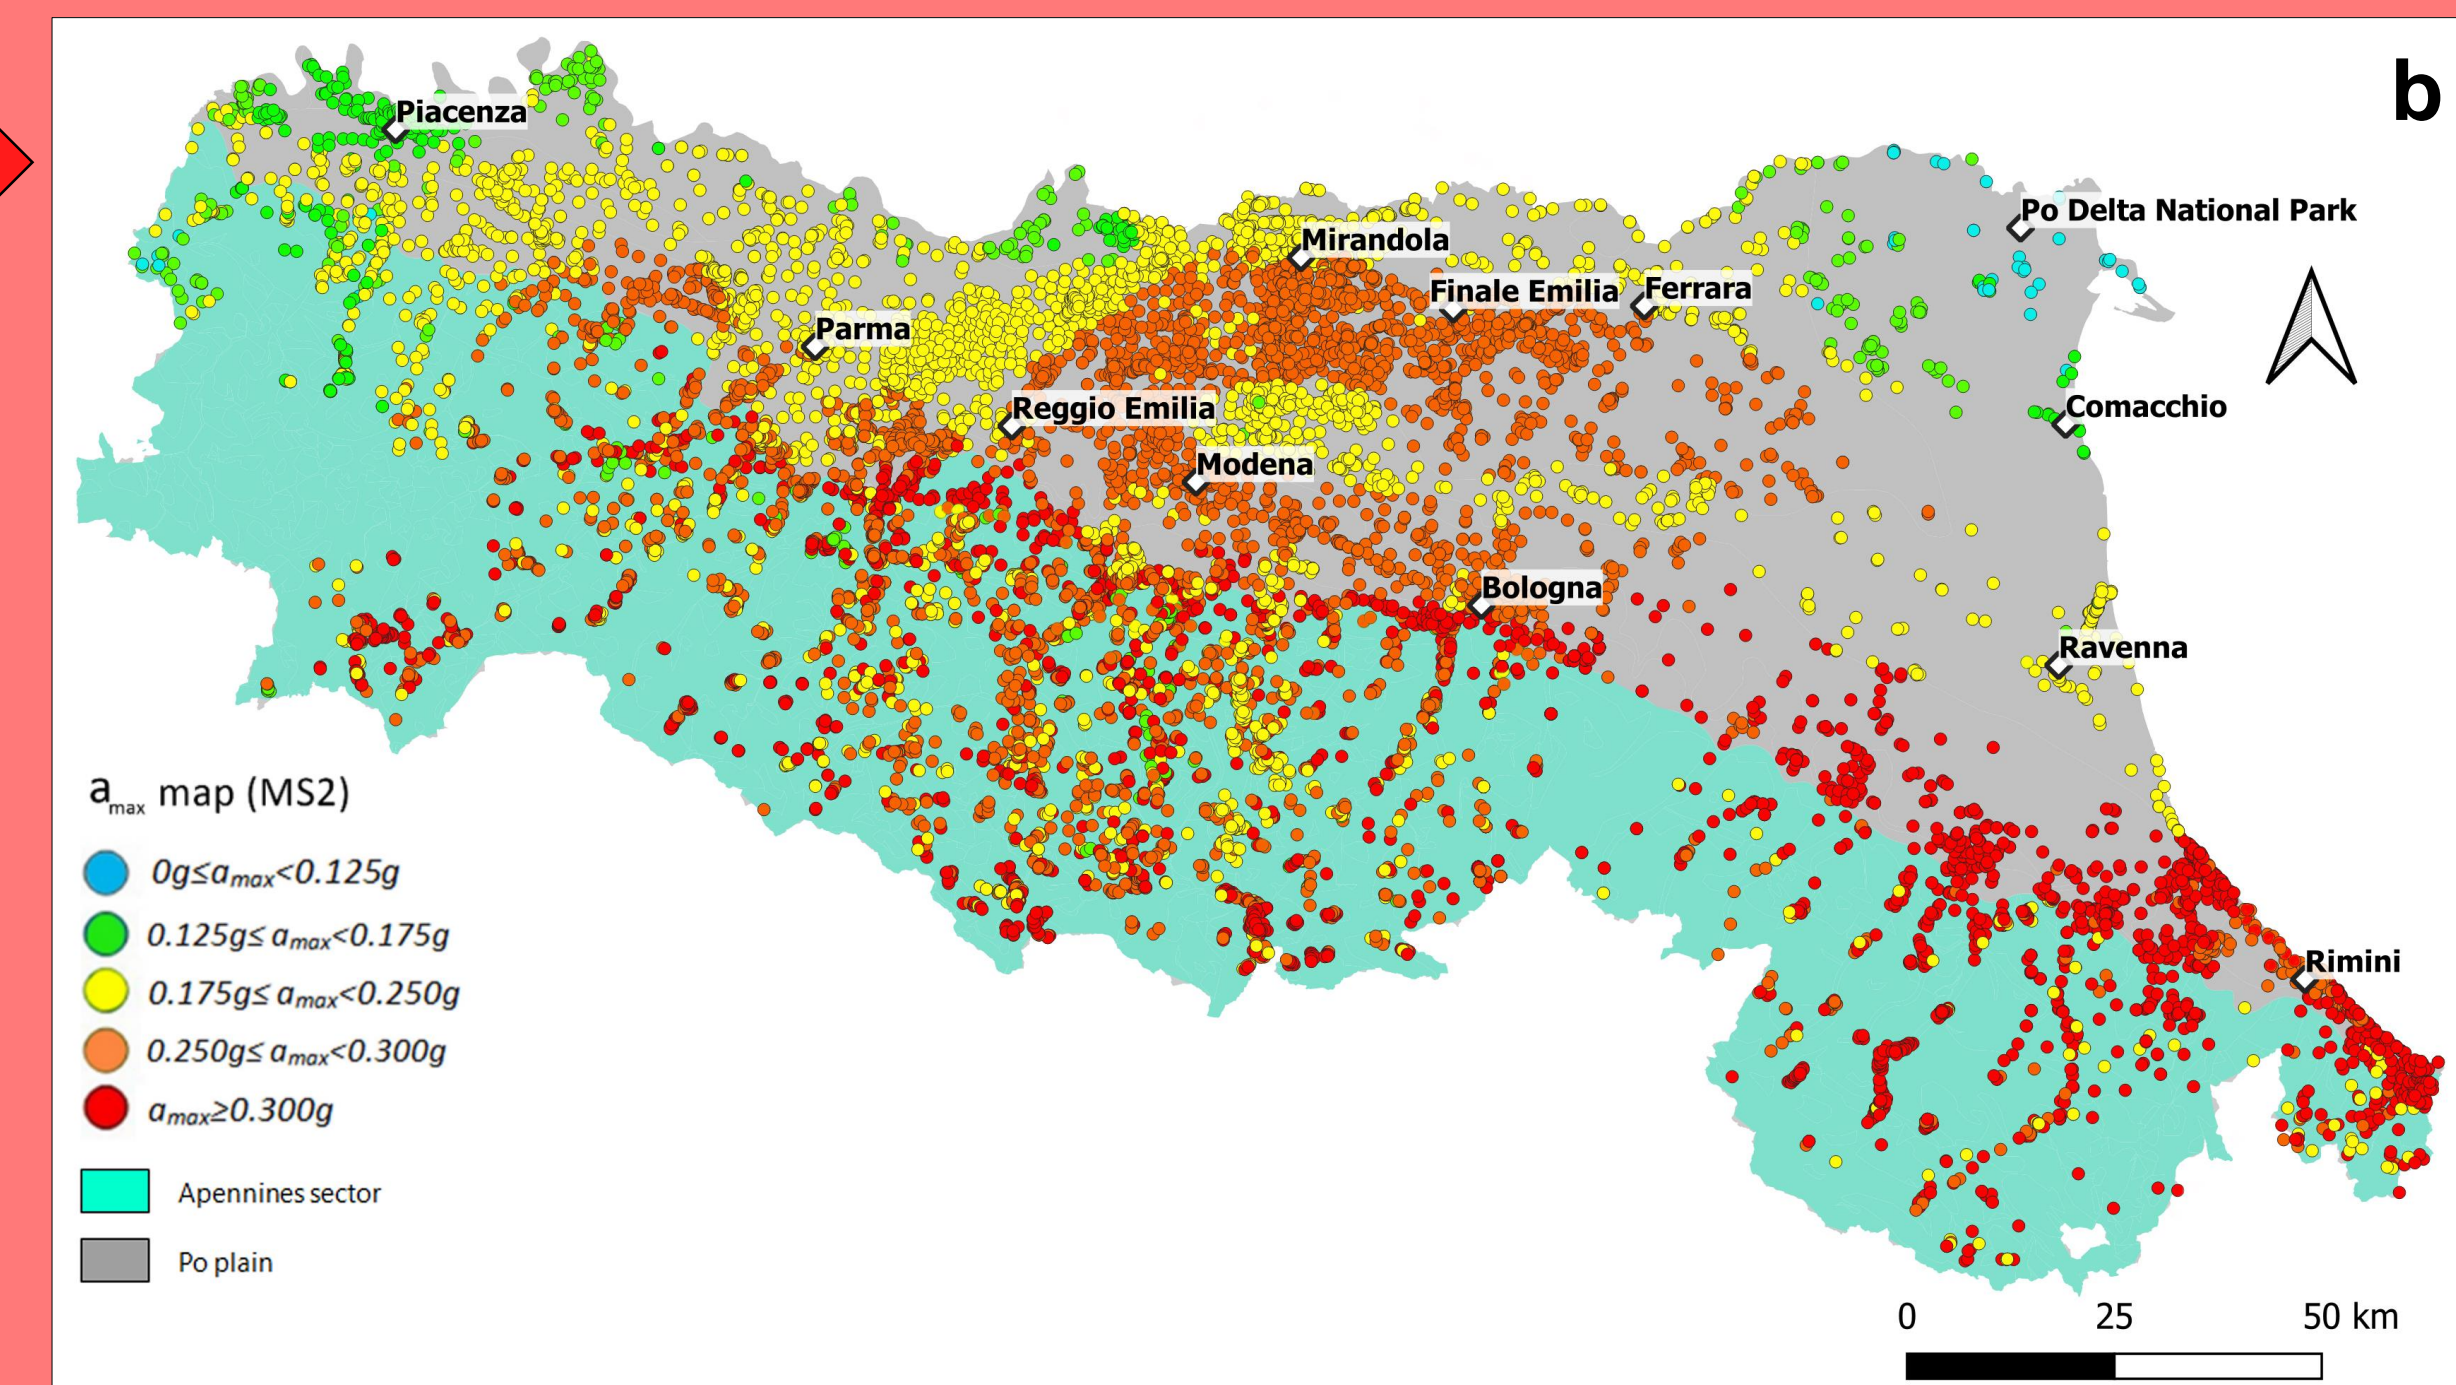 b
Piacenza
Po Delta National Park
Mirandola
Finale Emilia
Ferrara
Parma
Reggio Emilia
Comacchio
Modena
Bologna
Ravenna
Rimini
amax map (MS2)
0g≤amax<0.125g
0.125g≤ amax<0.175g
0.175g≤ amax<0.250g
0.250g≤ amax<0.300g
amax≥0.300g
Apennines sector
Po plain
0 25 50 km